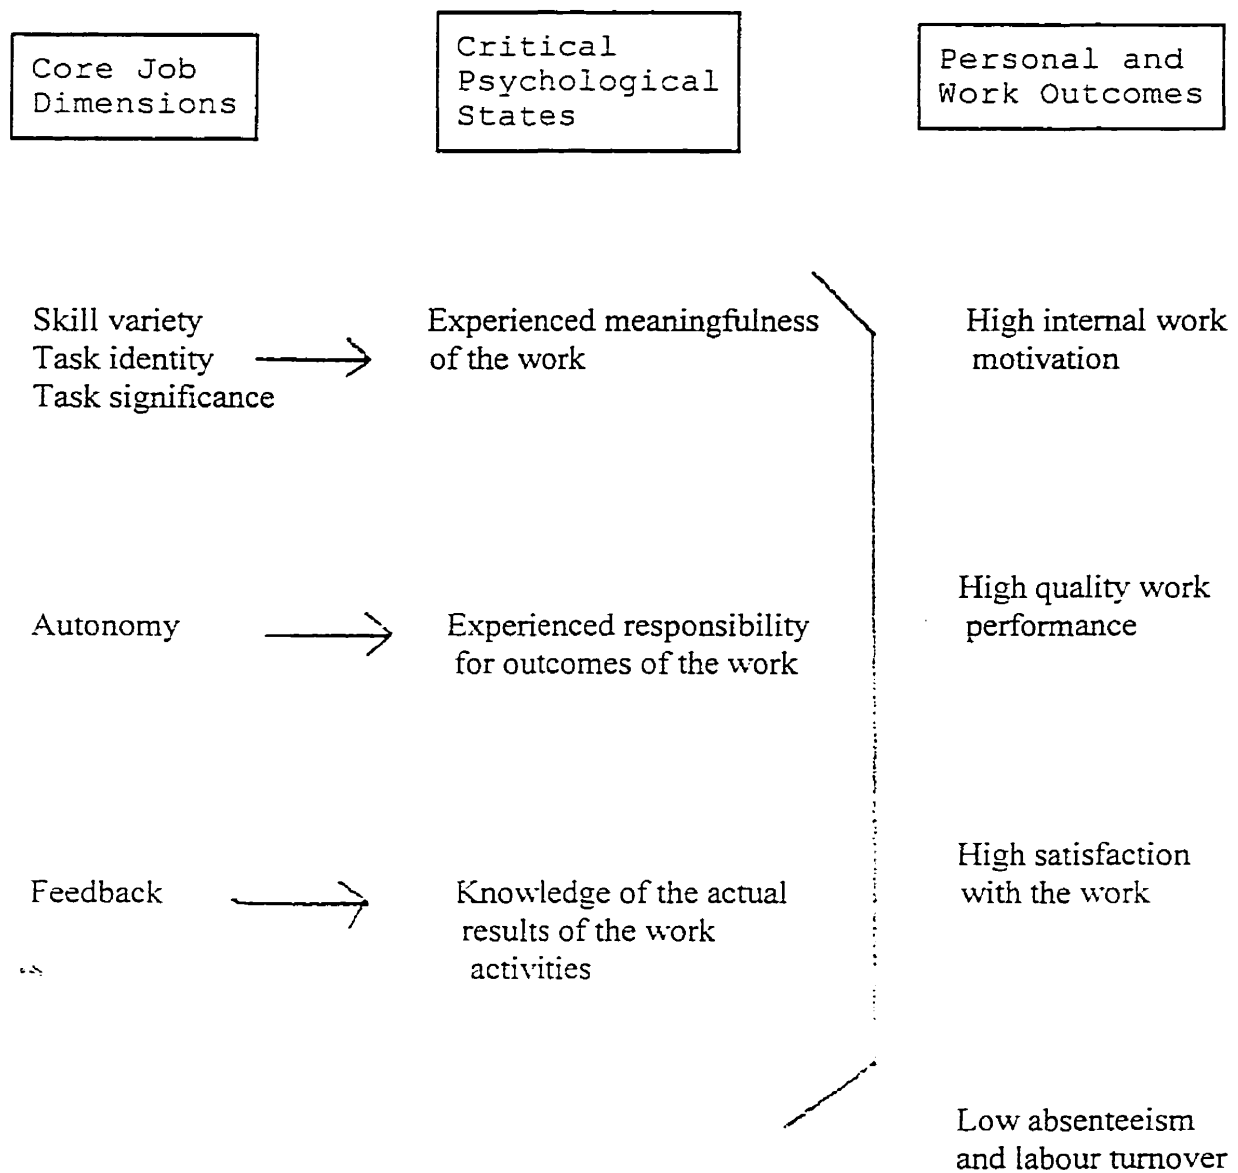 Core Job
Dimensions
Critical
Psychological
States
Personal and
Work Outcomes
Skill variety
Task identity
Task significance
Experienced meaningfulness
of the work
High internal work
motivation
Autonomy
Experienced responsibility
for outcomes of the work
High quality work
performance
Feedback
Knowledge of the actual
results of the work
activities
High satisfaction
with the work
Low absenteeism
and labour turnover